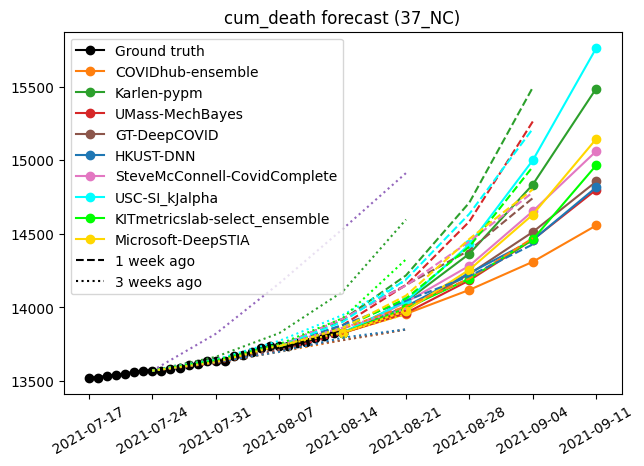 cum_death forecast (37_NC)
Ground truth
COVIDhub-ensemble
Karlen-pypm
UMass-MechBayes
GT-DeepCOVID
HKUST-DNN
SteveMcConnell-CovidComplete
USC-SI_kJalpha
KITmetricslab-select_ensemble
Microsoft-DeepSTIA
1 week ago
3 weeks ago
15500
15000
14500
14000
13500
2021-07-17
2021-07-24
2021-07-31
2021-08-07
2021-08-14
2021-08-21
2021-08-28
2021-09-04
2021-09-11